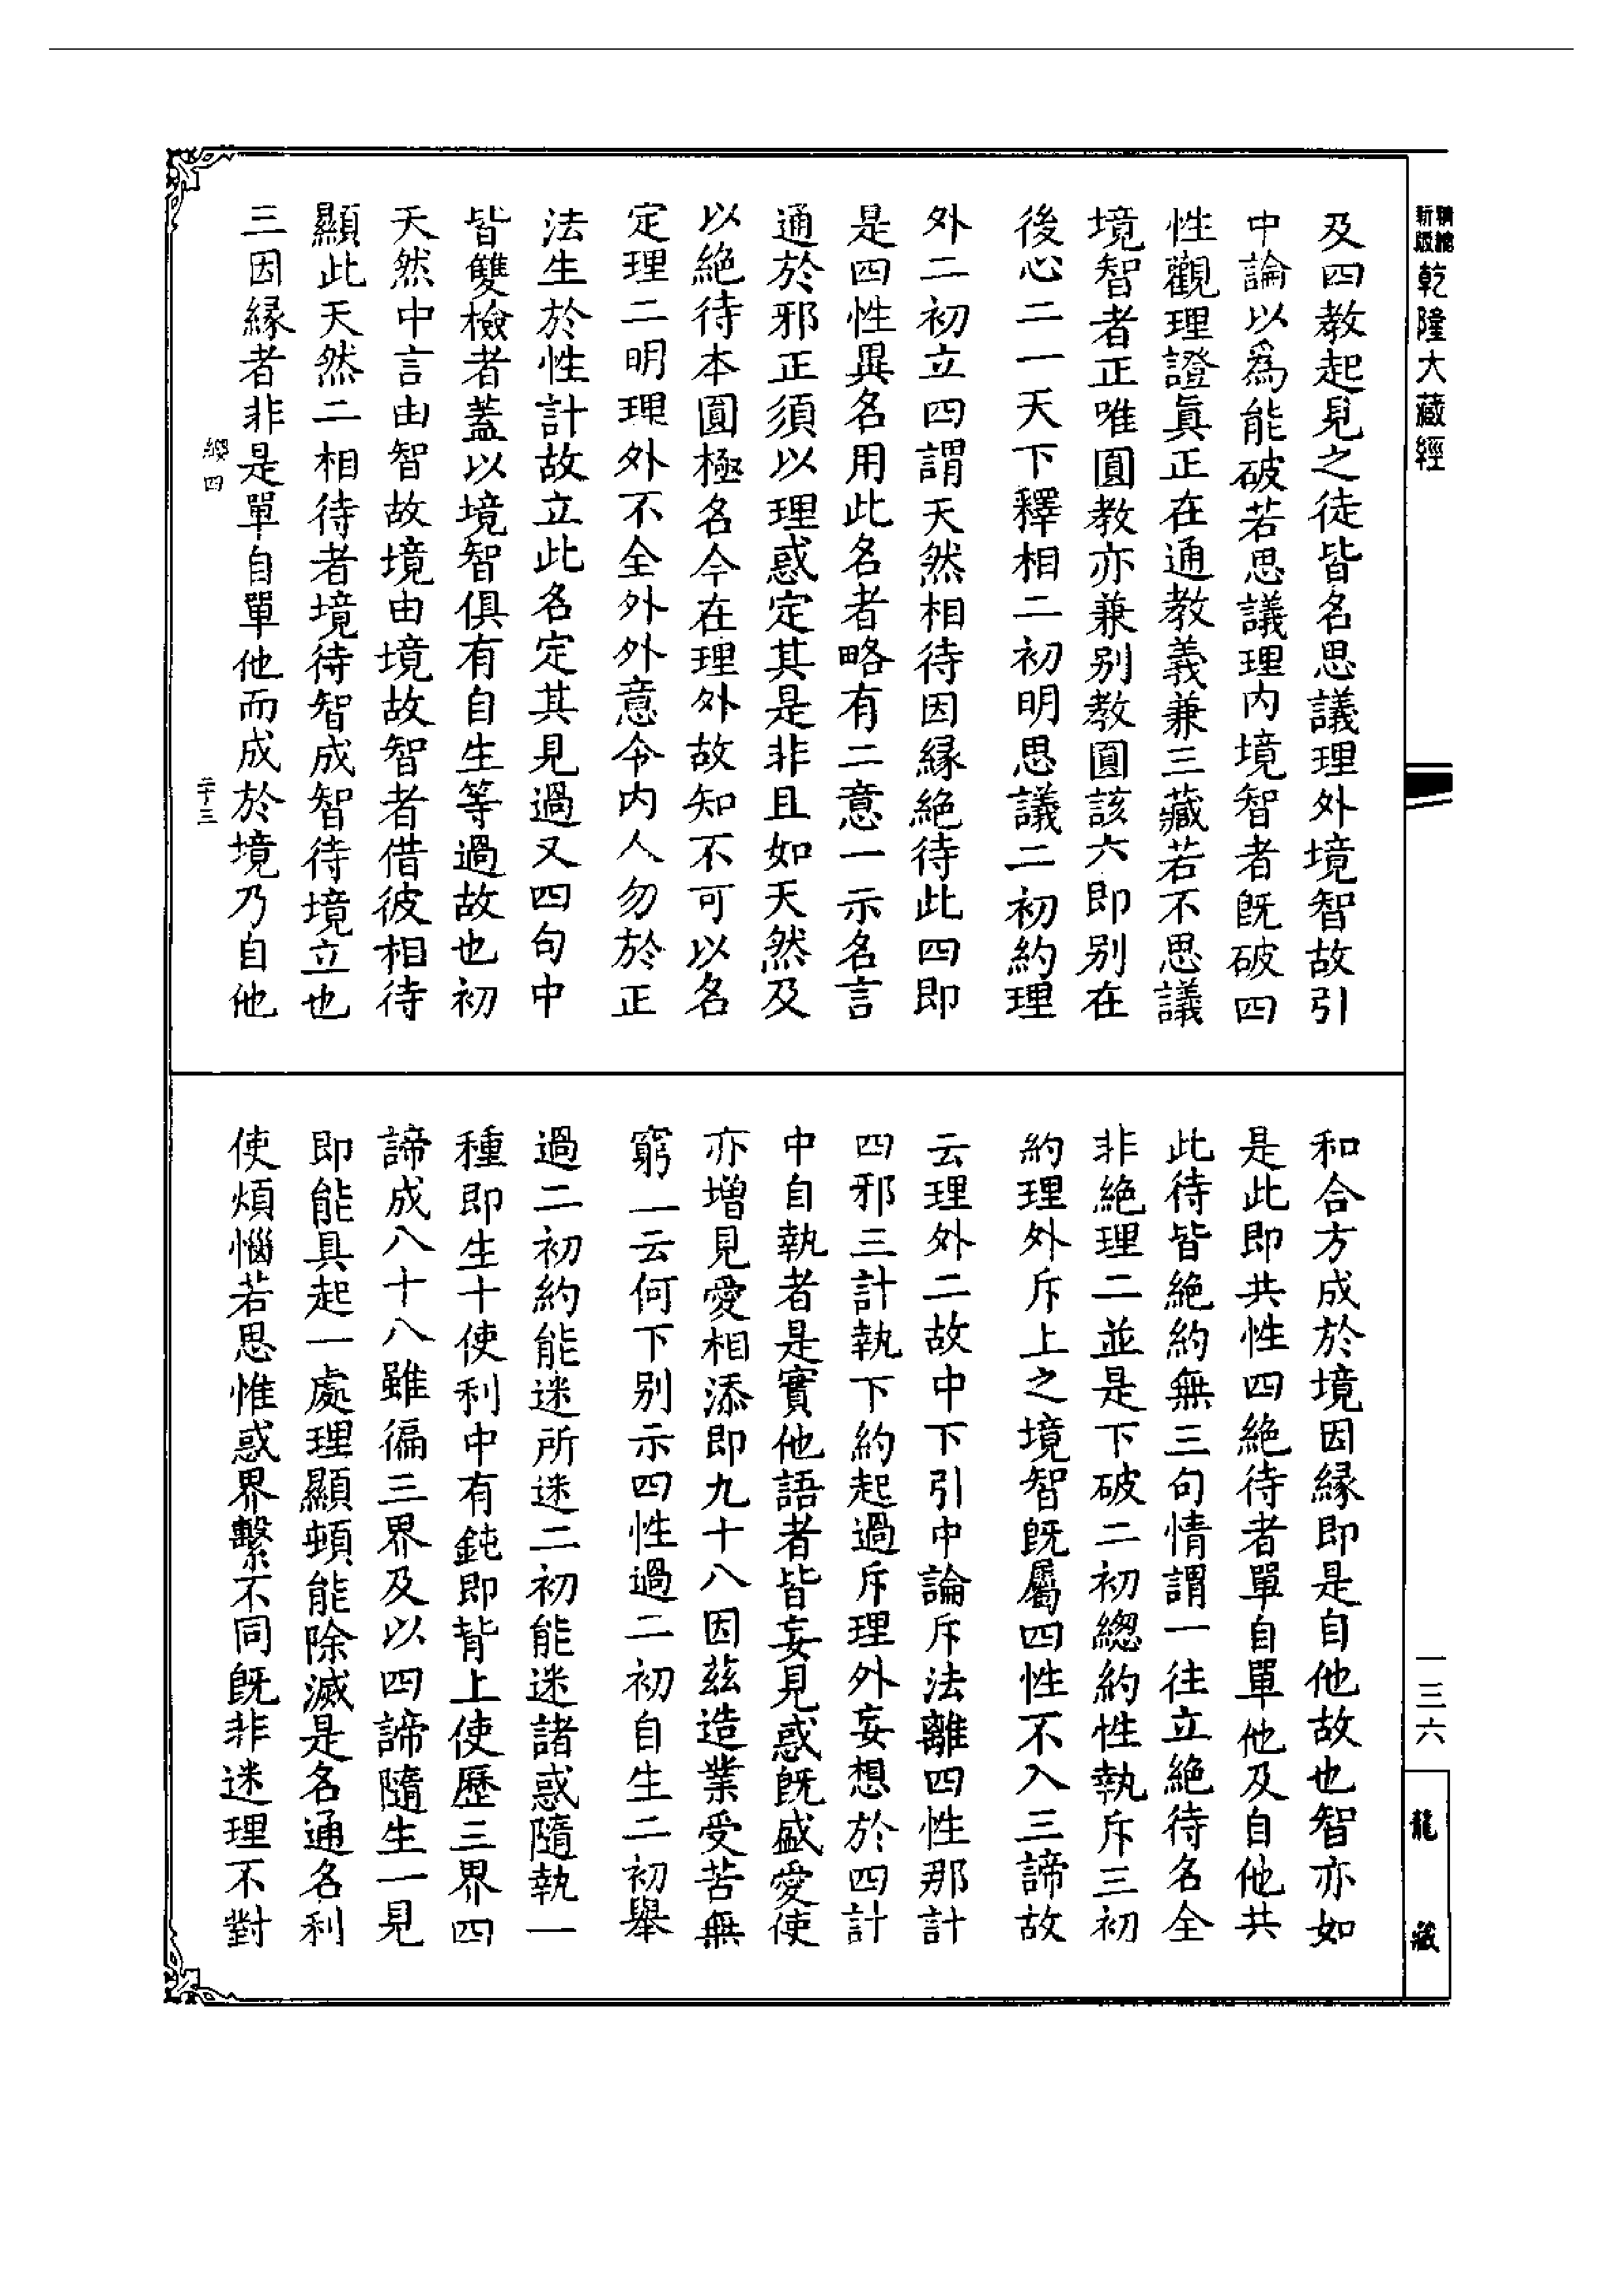 精繪新版乾隆大藏經
及四教起見之徒皆名思議理外境智故引
中論以爲能破若思議理内境智者旣破四
性觀理證眞正在通教義兼三藏若不思議
境智者正唯圓教亦兼别教圓該六即别在
後心二一天下釋相二初明思議二初約理
外二初立四謂天然相待因緣絶待此四即
是四性異名用此名者略有二意一示名言
通於邪正須以理惑定其是非且如天然及
以絶待本圓極名今在理外故知不可以名
定理二明理外不全外外意令内人勿於正
法生於性計故立此名定其見過又四句中
皆雙檢者蓋以境智俱有自生等過故也初
天然中言由智故境由境故智者借彼相待
顯此天然二相待者境待智成智待境立也
三因緣者非是單自單他而成於境乃自他
纓四
二十三
和合方成於境因緣即是自他故也智亦如
是此即共性四絶待者單自單他及自他共
此待皆絶約無三句情謂一往立絶待名全
非絶理二並是下破二初總約性執斥三初
約理外斥上之境智旣屬四性不入三諦故
云理外二故中下引中論斥法離四性那計
四邪三計執下約起過斥理外妄想於四計
中自執者是實他語者皆妄見惑旣盛愛使
亦增見愛相添即九十八因茲造業受苦無
窮二云何下别示四性過二初自生二初舉
過二初約能迷所迷二初能迷諸惑隨執一
種即生十使利中有鈍即背上使歷三界四
諦成八十八雖徧三界及以四諦隨生一見
即能具起一處理顯頓能除滅是名通名利
使煩惱若思惟惑界繫不同旣非迷理不對
一三六
龍藏